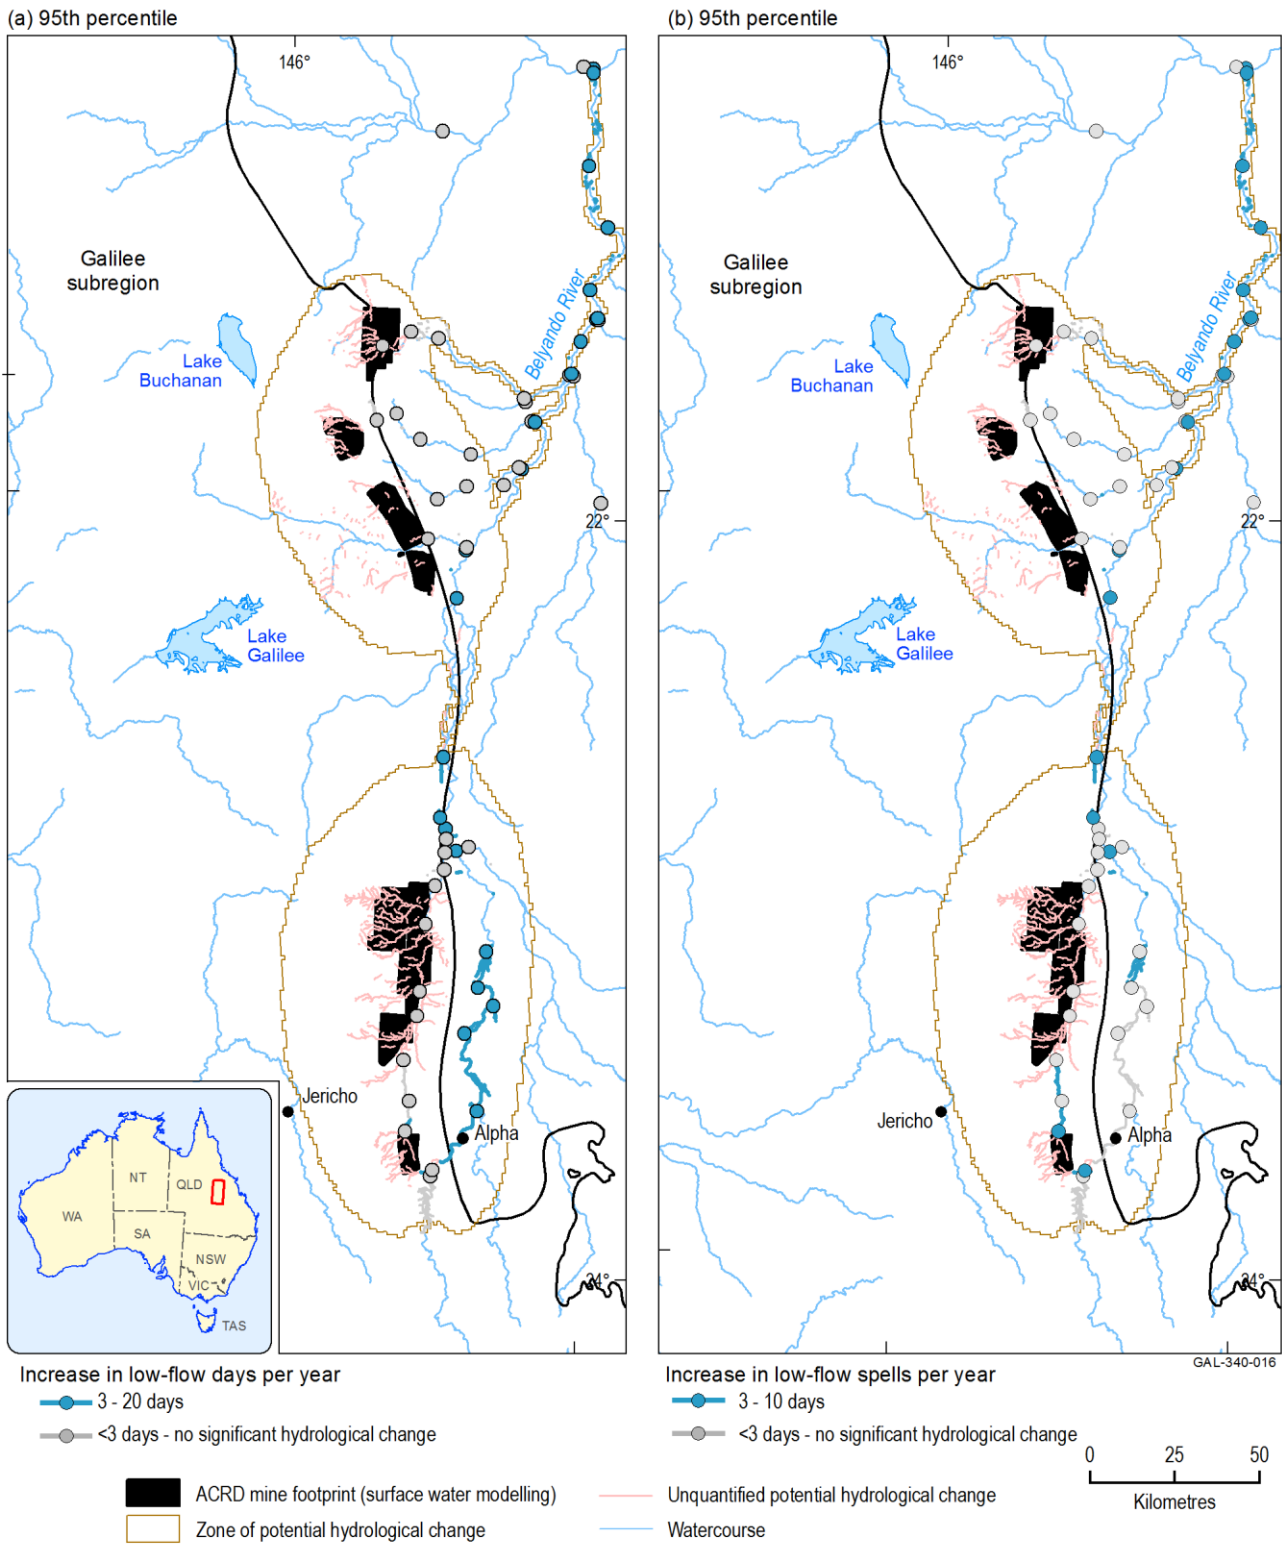 (a) 95th percentile
(b) 95th percentile
146°
146°
Galilee
subregion
Galilee
subregion
Belyando River
Belyando River
Lake
Buchanan
Lake
Buchanan
22°
22°
Lake
Galilee
Lake
Galilee
Jericho
Jericho
Alpha
Alpha
NT
QLD
WA
SA
NSW
VIC
TAS
24°
24°
GAL-340-016
Increase in low-flow days per year
3 - 20 days
<3 days - no significant hydrological change
Increase in low-flow spells per year
3 - 10 days
<3 days - no significant hydrological change
0 25 50
Kilometres
ACRD mine footprint (surface water modelling)
Unquantified potential hydrological change
Zone of potential hydrological change
Watercourse